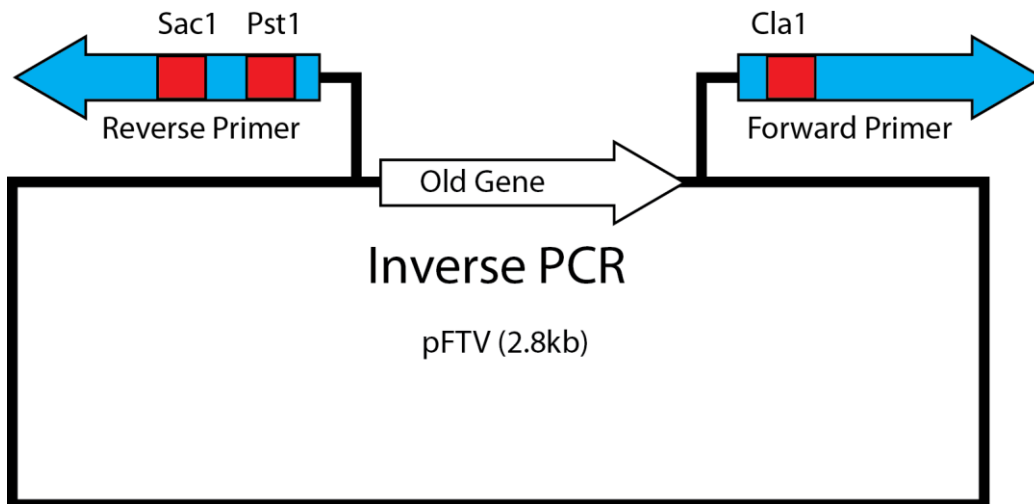 Sac1 Pst1
Cla1
Reverse Primer
Forward Primer
Old Gene
Inverse PCR
pFTV (2.8kb)